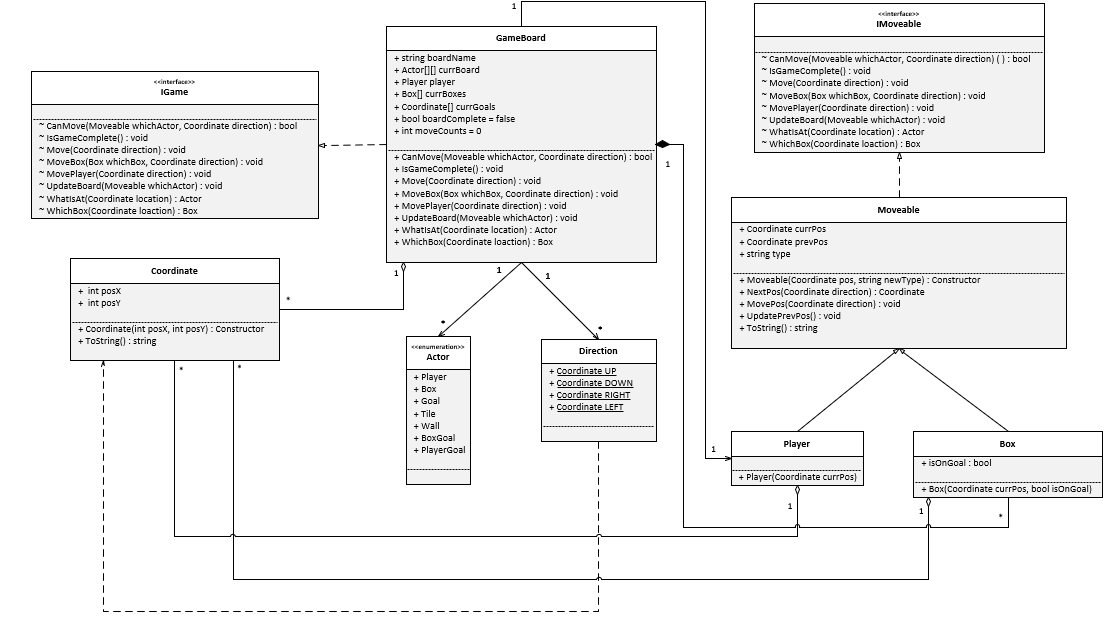 1
<<interface>>
IMoveable
~ CanMove(Moveable whichActor, Coordinate direction) ( ) : bool
~ IsGameComplete() : void
~ Move(Coordinate direction) : void
~ MoveBox(Box whichBox, Coordinate direction) : void
~ MovePlayer(Coordinate direction) : void
~ UpdateBoard(Moveable whichActor) : void
~ WhatIsAt(Coordinate location) : Actor
~ WhichBox(Coordinate loaction) : Box
GameBoard
+ string boardName
+ Actor[][] currBoard
+ Player player
+ Box[] currBoxes
+ Coordinate[] currGoals
+ bool boardComplete = false
+ int moveCounts = 0
+ CanMove(Moveable whichActor, Coordinate direction) : bool
+ IsGameComplete() : void
+ Move(Coordinate direction) : void
+ MoveBox(Box whichBox, Coordinate direction) : void
+ MovePlayer(Coordinate direction) : void
+ UpdateBoard(Moveable whichActor) : void
+ WhatIsAt(Coordinate location) : Actor
+ WhichBox(Coordinate loaction) : Box
<<interface>>
IGame
~ CanMove(Moveable whichActor, Coordinate direction) : bool
~ IsGameComplete() : void
~ Move(Coordinate direction) : void
~ MoveBox(Box whichBox, Coordinate direction) : void
~ MovePlayer(Coordinate direction) : void
~ UpdateBoard(Moveable whichActor) : void
~ WhatIsAt(Coordinate location) : Actor
~ WhichBox(Coordinate loaction) : Box
1
Moveable
+ Coordinate currPos
+ Coordinate prevPos
+ string type
+ Moveable(Coordinate pos, string newType) : Constructor
+ NextPos(Coordinate direction) : Coordinate
+ MovePos(Coordinate direction) : void
+ UpdatePrevPos() : void
+ ToString() : string
Coordinate
+ int posX
+ int posY
+ Coordinate(int posX, int posY) : Constructor
+ ToString() : string
1
1
1
*
*
*
<<enumeration>>
Actor
+ Player
+ Box
+ Goal
+ Tile
+ Wall
+ BoxGoal
+ PlayerGoal
Direction
+ Coordinate UP
+ Coordinate DOWN
+ Coordinate RIGHT
+ Coordinate LEFT
*
*
1
Player
+ Player(Coordinate currPos)
Box
+ isOnGoal : bool
+ Box(Coordinate currPos, bool isOnGoal)
1
1
*